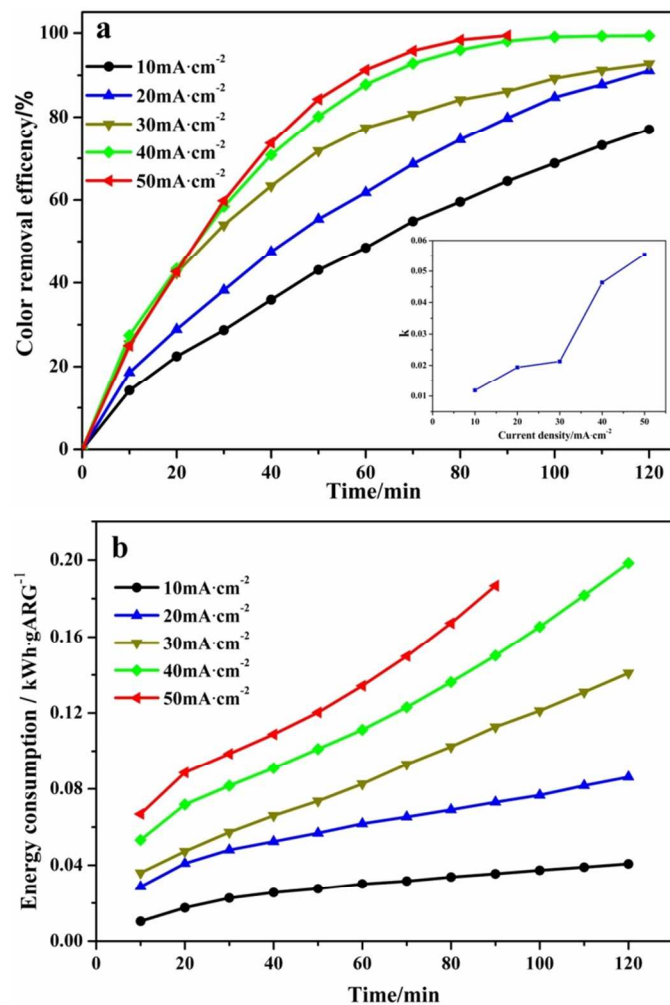 a
100
80
60
40
20
0
Color removal efficency/%
10mA·cm-2
20mA·cm-2
30mA·cm-2
40mA·cm-2
50mA·cm-2
0.06
0.05
0.04
0.03
0.02
0.01
k
0 10 20 30 40 50
Current density/mA·cm-2
0 20 40 60 80 100 120
Time/min
b
0.20
0.16
0.12
0.08
0.04
0.00
Energy consumption / kWh·gARG-1
10mA·cm-2
20mA·cm-2
30mA·cm-2
40mA·cm-2
50mA·cm-2
0 20 40 60 80 100 120
Time/min